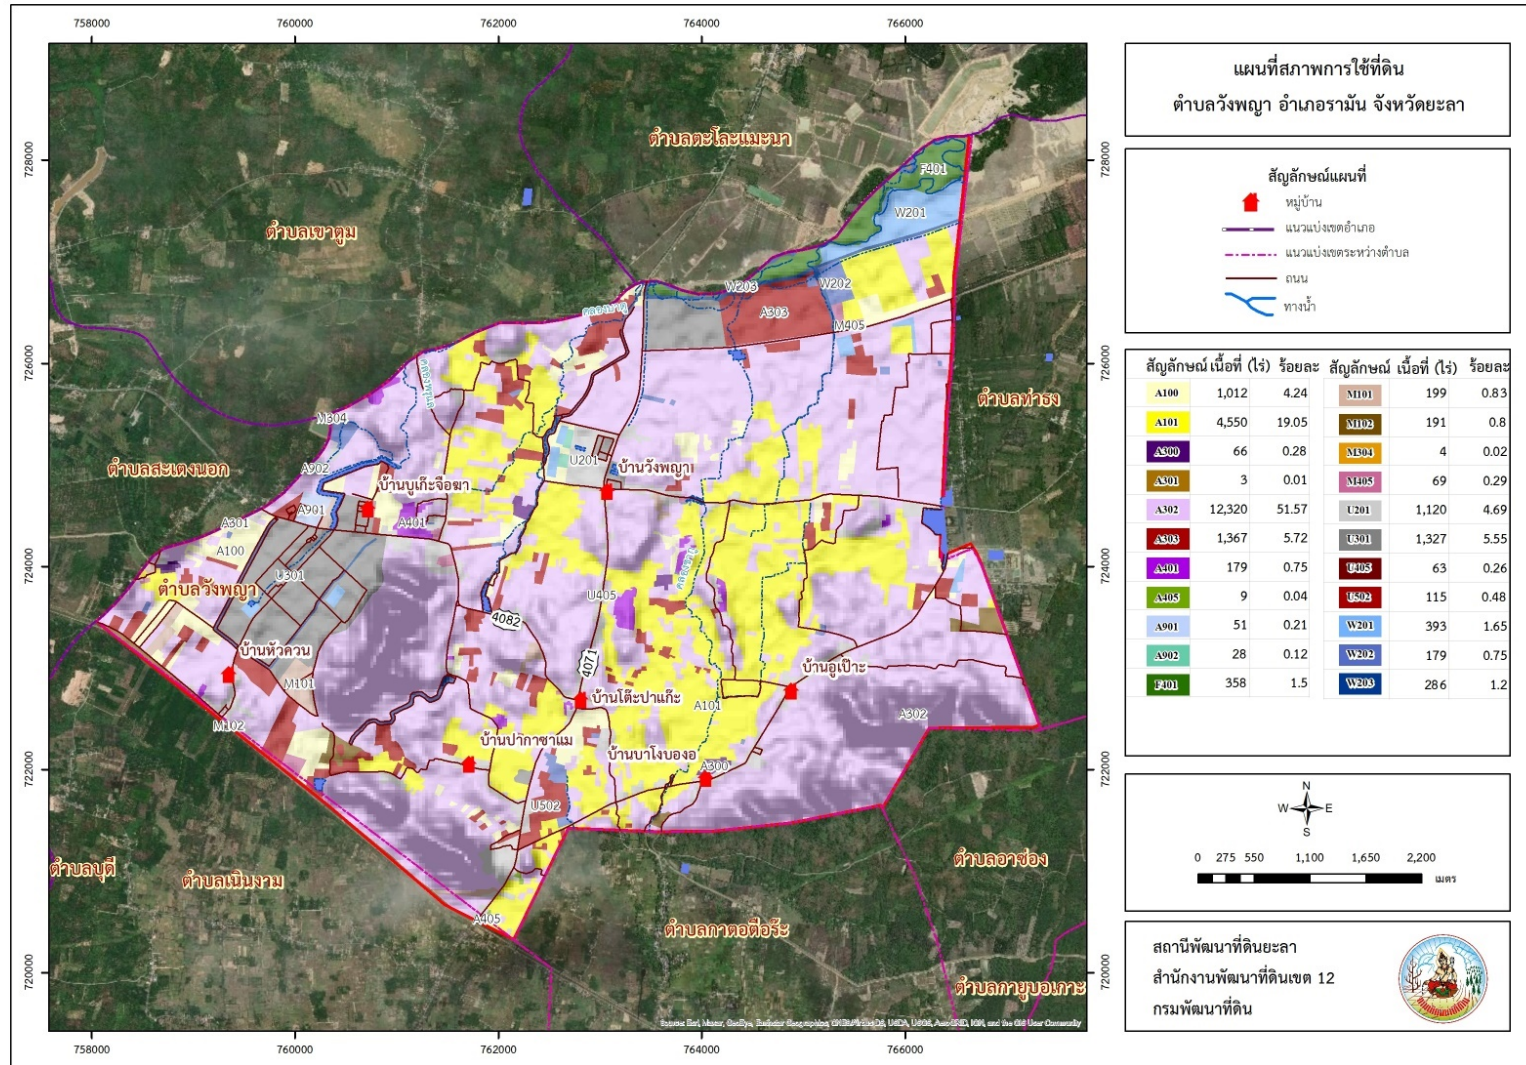 758000 760000 762000 764000 766000
728000
726000
724000
722000
720000
728000
726000
724000
722000
720000
758000 760000 762000 764000 766000
ตำบลตะโละแมะนา
ตำบลเขาตูม
ตำบลสะเตงนอก
ตำบลท่าธง
ตำบลวังพญา
ตำบลบุดี
ตำบลเนินงาม
ตำบลอาซ่อง
ตำบลกาตอตือร๊ะ
ตำบลกายูบอเกาะ
F401
W201
W202
W203
A303
M405
คลองพรุนล
M304
A902
U201
บ้านวังพญา
บ้านบูเก๊ะจือฆา
A901
A401
A301
A100
U301
U405
4082
4071
บ้านหัวควน
M101
M102
บ้านโต๊ะปาแก๊ะ
บ้านอูเป๊าะ
A101
A302
บ้านปากาซาแม
บ้านบาโงบองอ
A300
U502
A405
แผนที่สภาพการใช้ที่ดิน
ตำบลวังพญา อำเภอรามัน จังหวัดยะลา
สัญลักษณ์แผนที่
หมู่บ้าน
แนวแบ่งเขตอำเภอ
แนวแบ่งเขตระหว่างตำบล
ถนน
ทางน้ำ
สัญลักษณ์ เนื้อที่ (ไร่) ร้อยละ สัญลักษณ์ เนื้อที่ (ไร่) ร้อยละ
A100 1,012 4.24 M101 199 0.83
A101 4,550 19.05 M102 191 0.8
A300 66 0.28 M304 4 0.02
A301 3 0.01 M405 69 0.29
A302 12,320 51.57 U201 1,120 4.69
A303 1,367 5.72 U301 1,327 5.55
A401 179 0.75 U405 63 0.26
A405 9 0.04 U502 115 0.48
A901 51 0.21 W201 393 1.65
A902 28 0.12 W202 179 0.75
F401 358 1.5 W203 286 1.2
N
W E
S
0 275 550 1,100 1,650 2,200
เมตร
สถานีพัฒนาที่ดินยะลา
สำนักงานพัฒนาที่ดินเขต 12
กรมพัฒนาที่ดิน